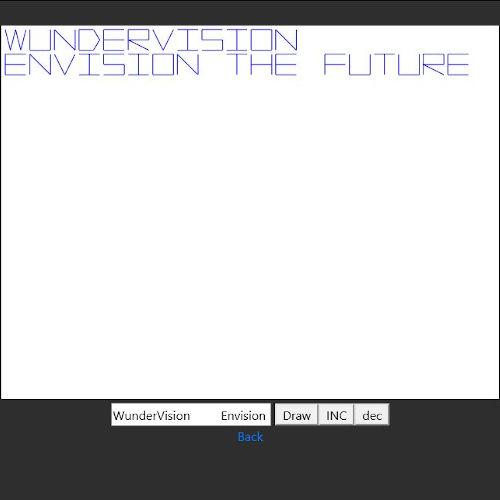 WUNDERVISION
ENVISION THE FUTURE
WunderVision Envision
Draw INC dec
Back